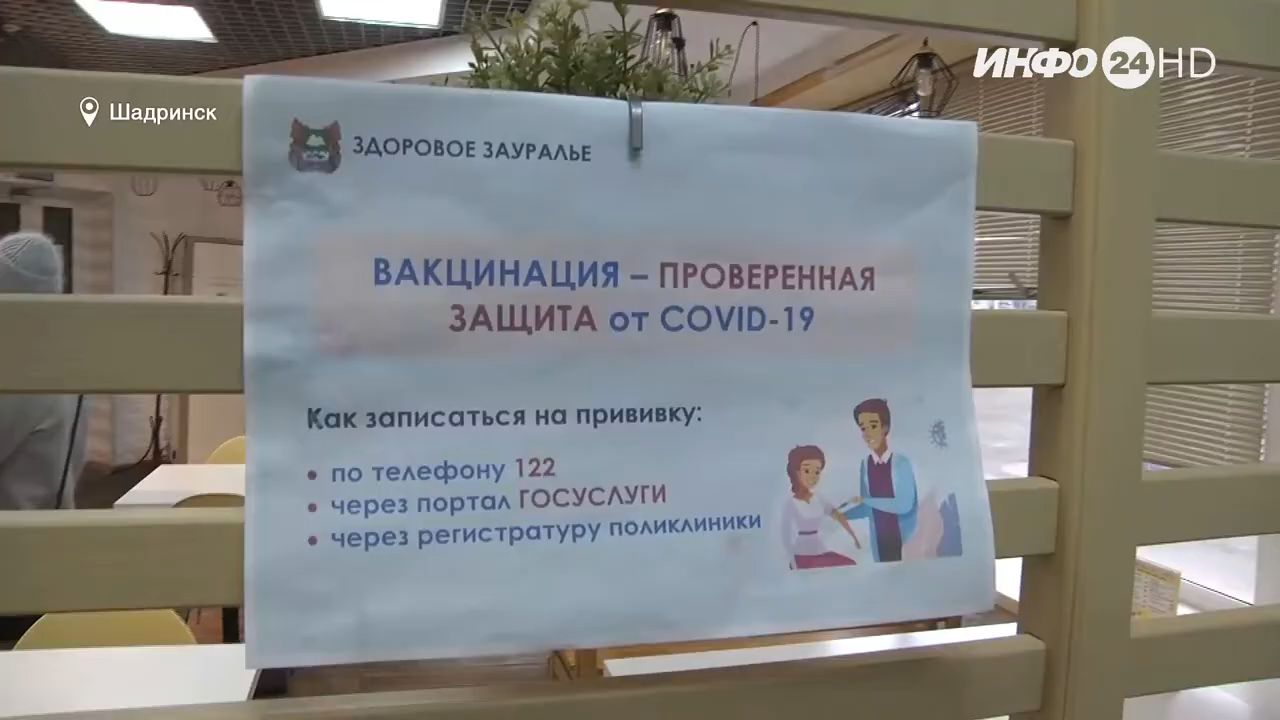 ИНФО 24 HD
Шадринск
ЗДОРОВОЕ ЗАУРАЛЬЕ
ВАКЦИНАЦИЯ – ПРОВЕРЕННАЯ
ЗАЩИТА от COVID-19
Как записаться на прививку:
• по телефону 122
• через портал ГОСУСЛУГИ
• через регистратуру поликлиники